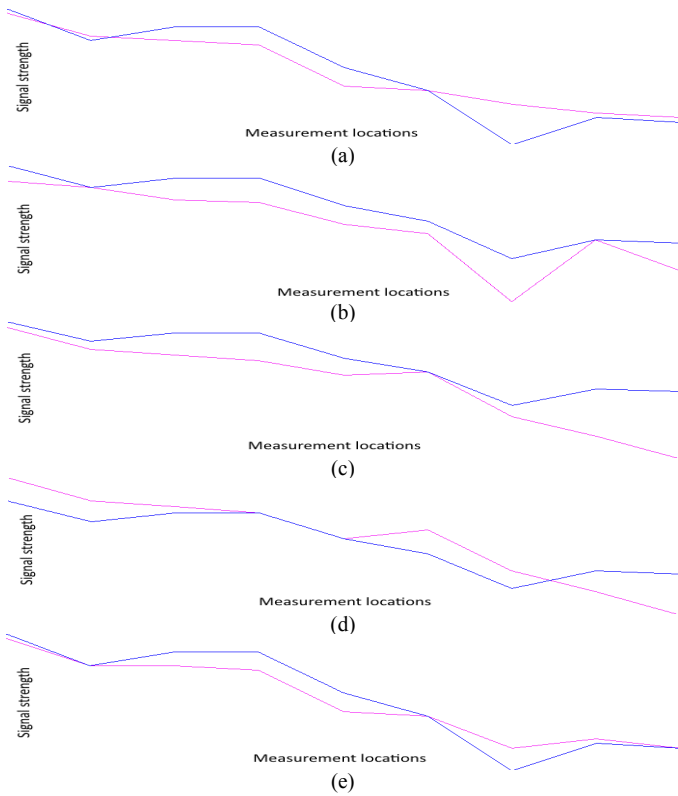 Signal strength
Measurement locations
(a)
Signal strength
Measurement locations
(b)
Signal strength
Measurement locations
(c)
Signal strength
Measurement locations
(d)
Signal strength
Measurement locations
(e)